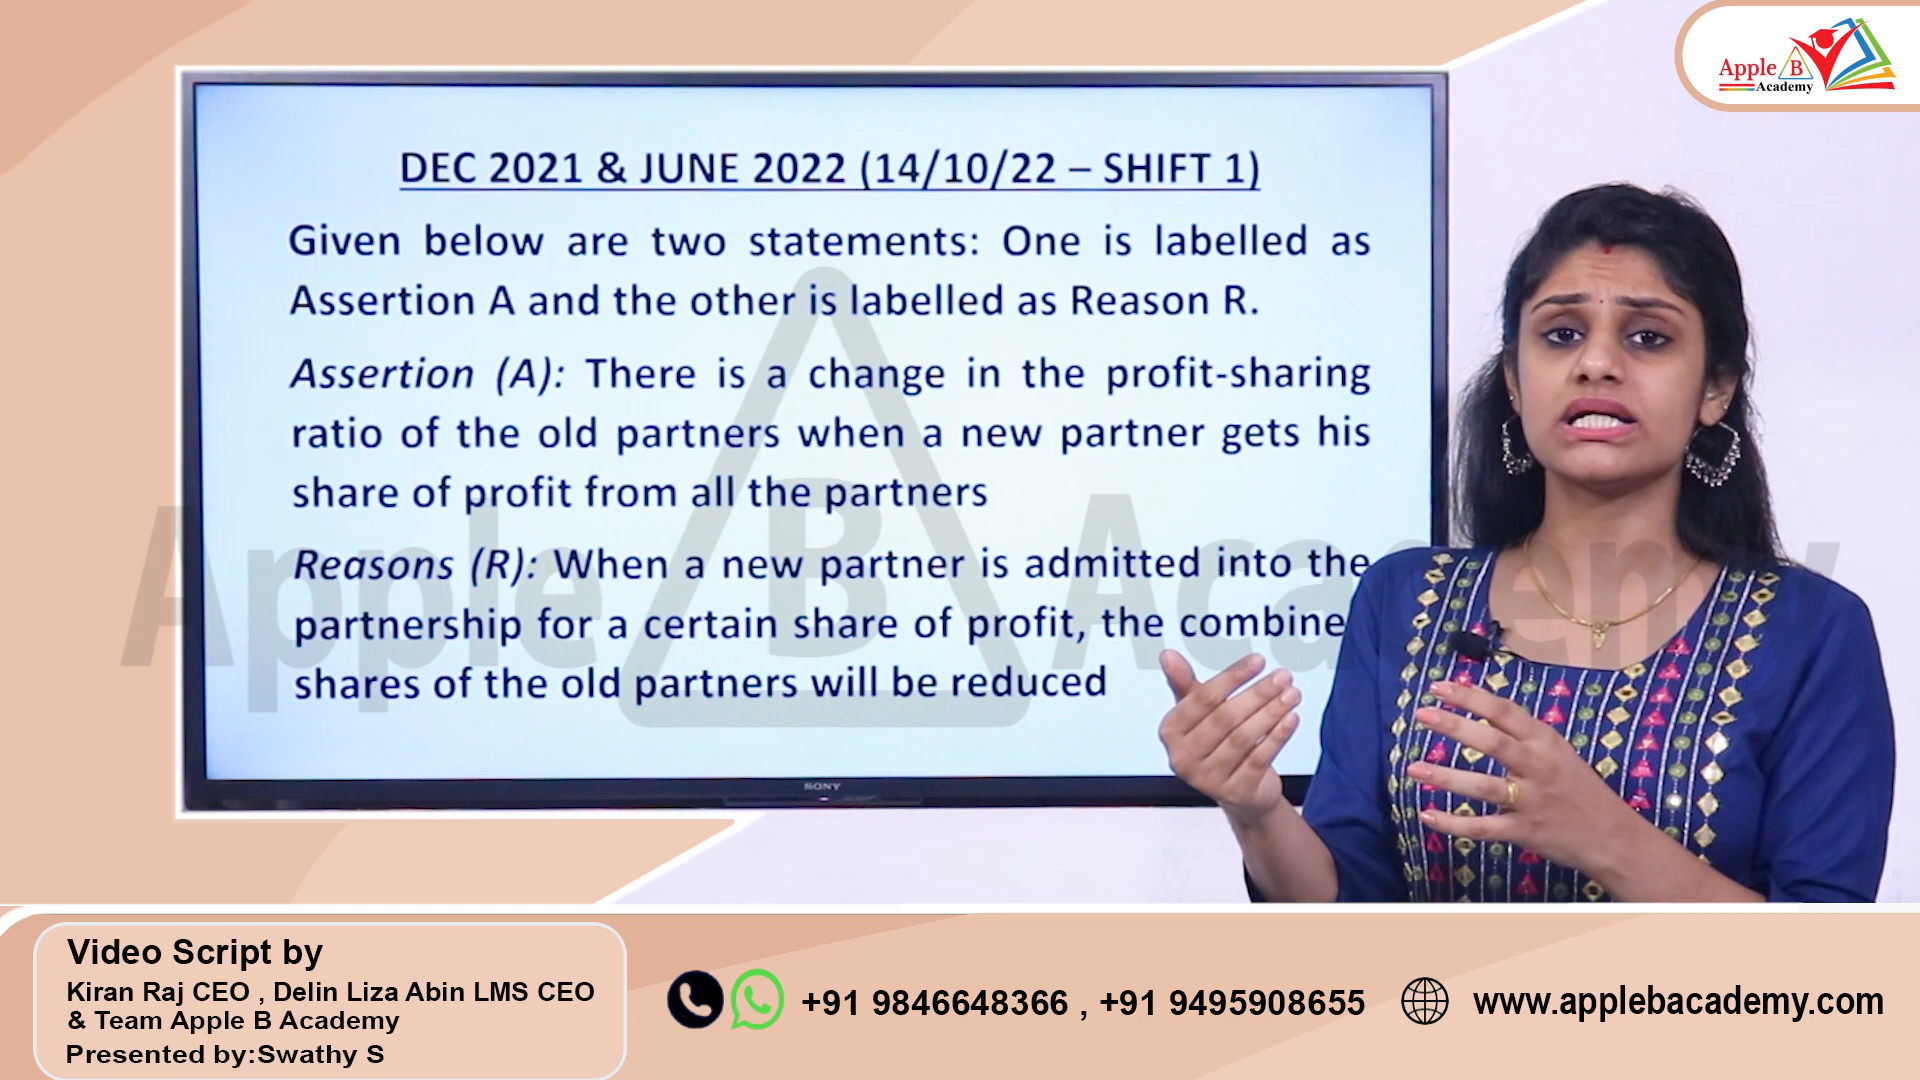 Apple B
Academy
DEC 2021 & JUNE 2022 (14/10/22 – SHIFT 1)
Given below are two statements: One is labelled as
Assertion A and the other is labelled as Reason R.
Assertion (A): There is a change in the profit-sharing
ratio of the old partners when a new partner gets his
share of profit from all the partners
Reasons (R): When a new partner is admitted into the
partnership for a certain share of profit, the combine
shares of the old partners will be reduced
Apple B Academy
SONY
Video Script by
Kiran Raj CEO , Delin Liza Abin LMS CEO
& Team Apple B Academy
Presented by:Swathy S
+91 9846648366 , +91 9495908655
www.applebacademy.com